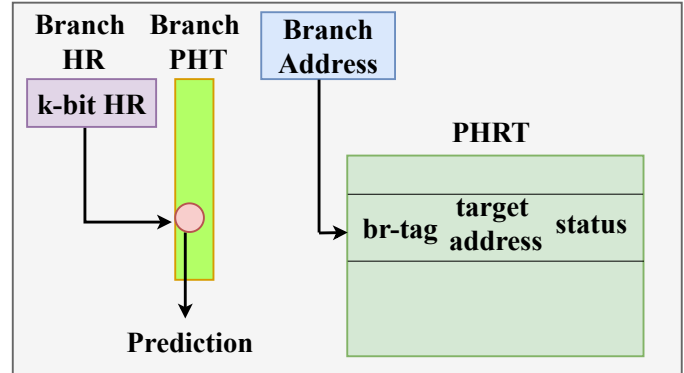 Branch
HR
Branch
PHT
Branch
Address
k-bit HR
PHRT
br-tag
target
address
status
Prediction